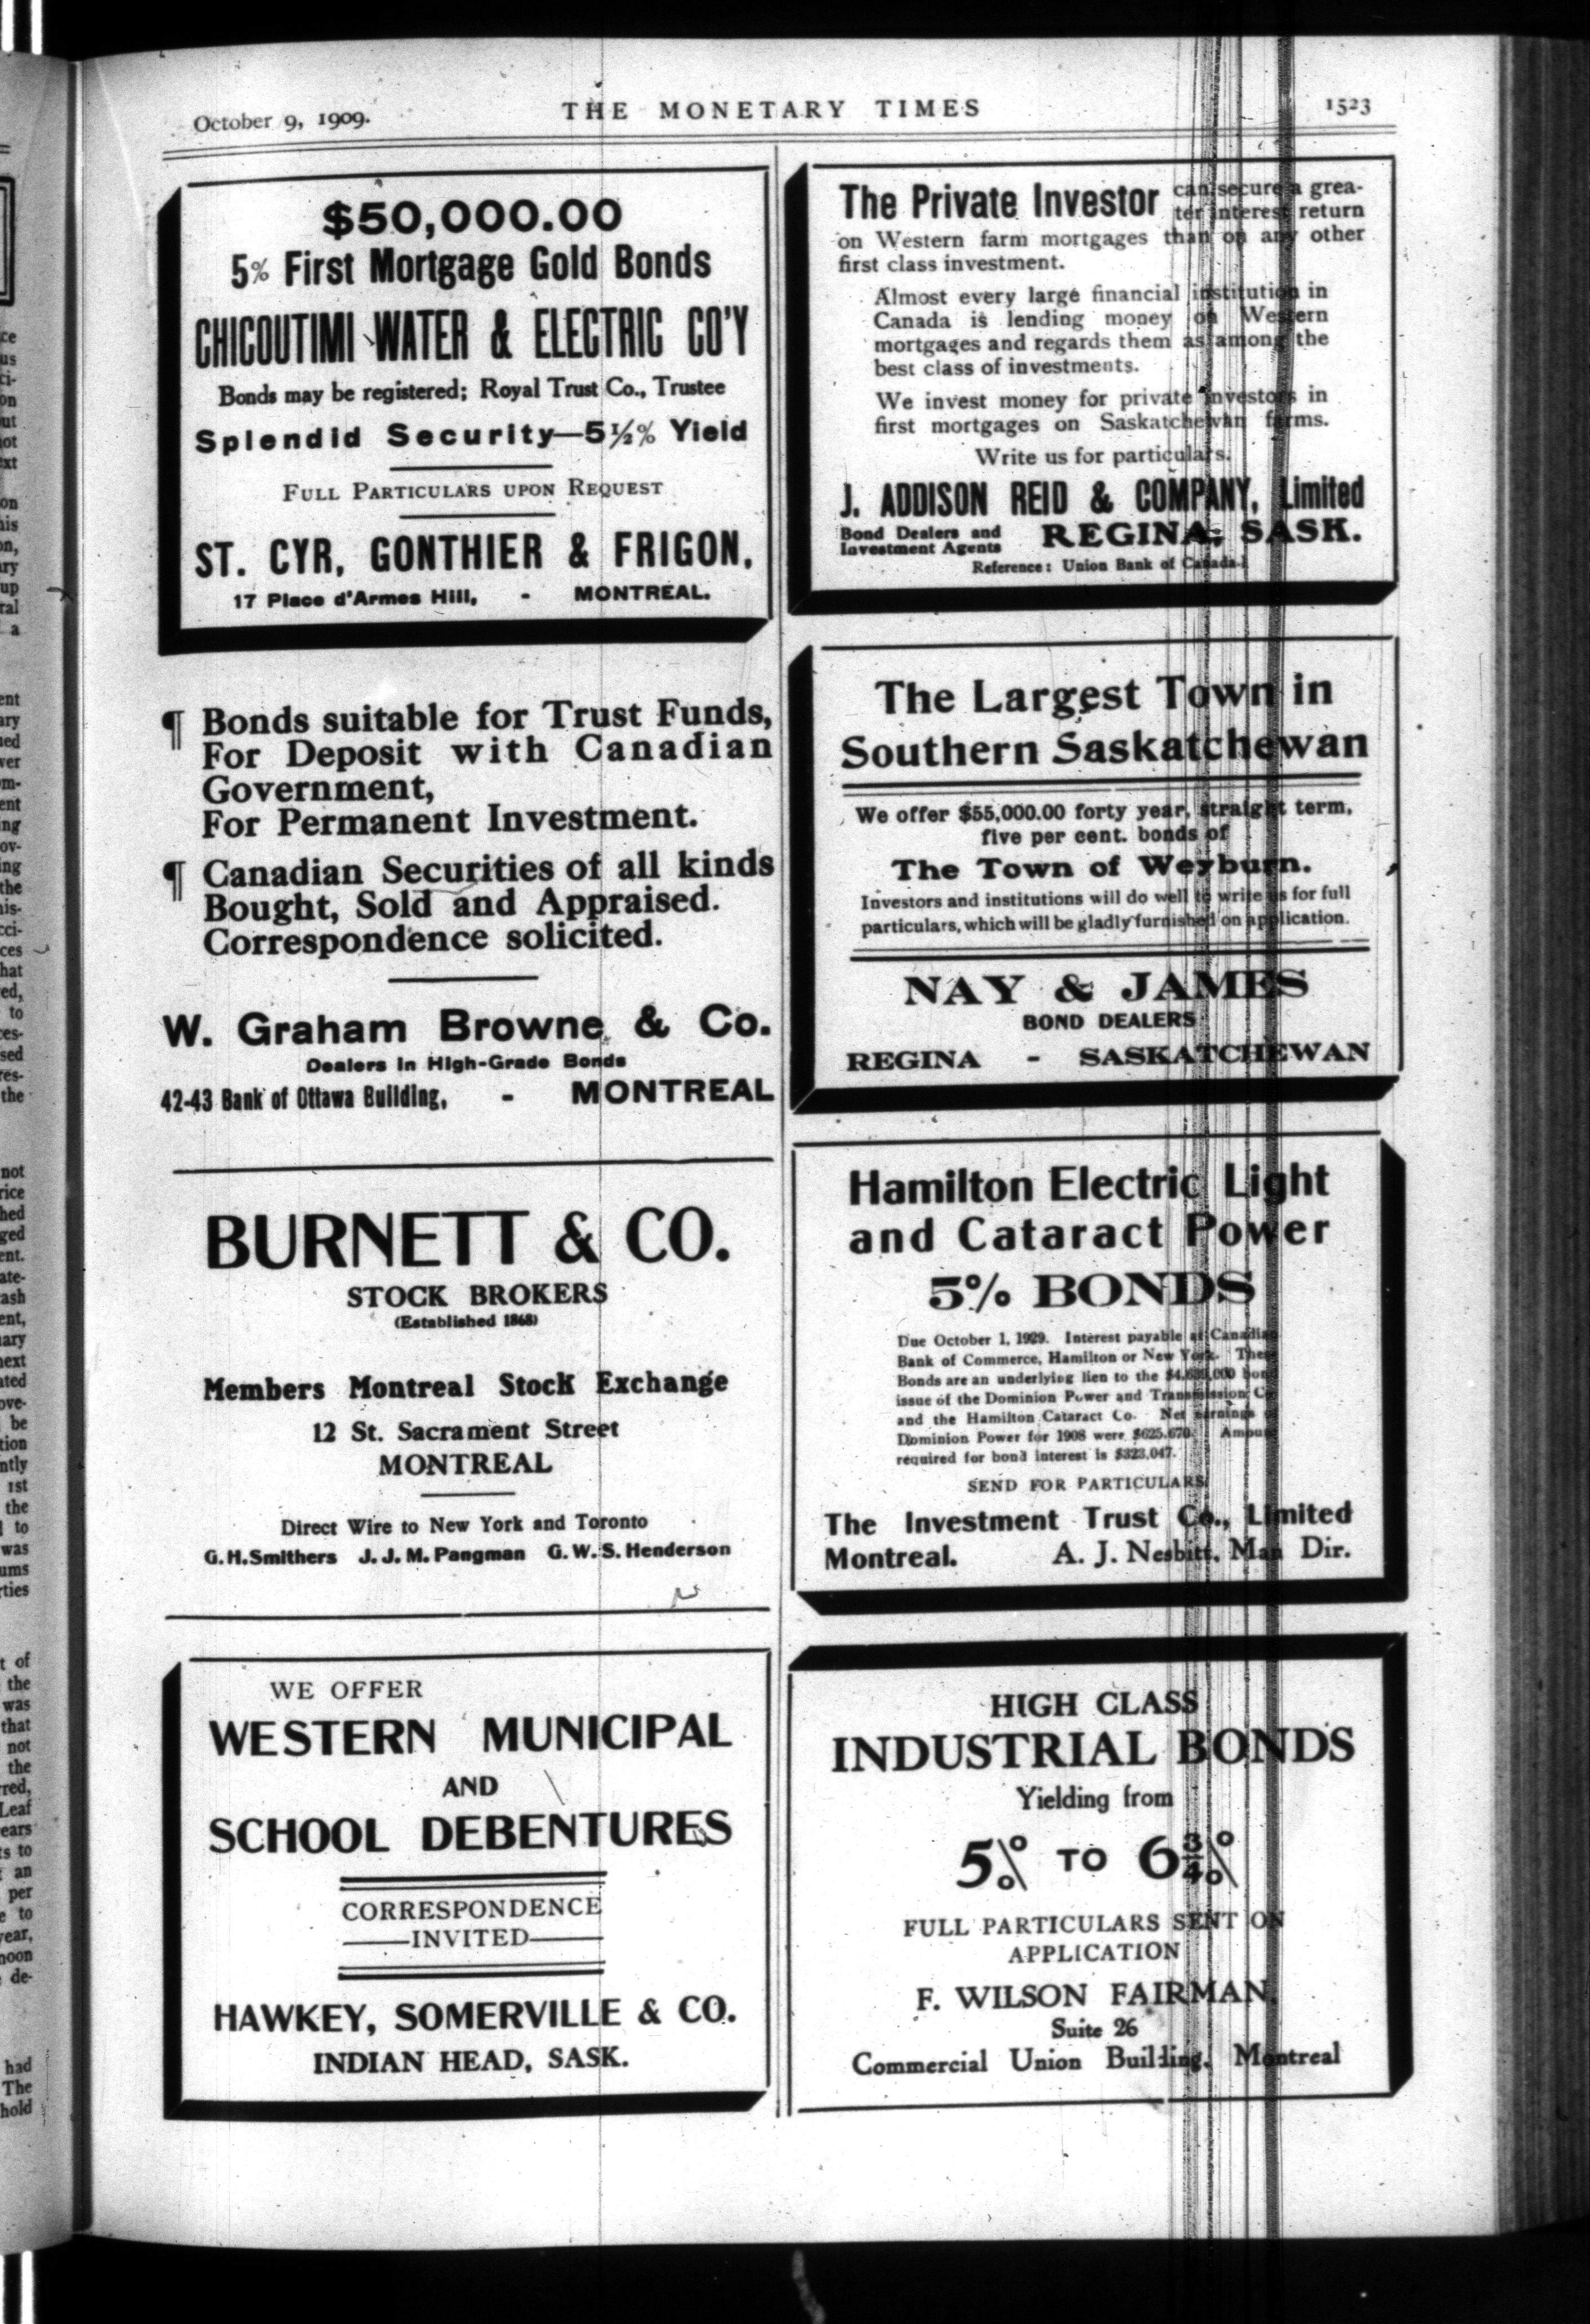 October 9, 1909.
THE MONETARY TIMES
1523
$50,000.00
5% First Mortgage Gold Bonds
CHICOUTIMI WATER & ELECTRIC CO'Y
Bonds may be registered; Royal Trust Co., Trustee
Splendid Security—5½% Yield
FULL PARTICULARS UPON REQUEST
ST. CYR, GONTHIER & FRIGON,
17 Place d'Armes Hill, - MONTREAL.
¶ Bonds suitable for Trust Funds,
For Deposit with Canadian
Government,
For Permanent Investment.
¶ Canadian Securities of all kinds
Bought, Sold and Appraised.
Correspondence solicited.
W. Graham Browne & Co.
Dealers in High-Grade Bonds
42-43 Bank of Ottawa Building, - MONTREAL
BURNETT & CO.
STOCK BROKERS
(Established 1868)
Members Montreal Stock Exchange
12 St. Sacrament Street
MONTREAL
Direct Wire to New York and Toronto
G.H.Smithers J.J.M.Pangman G.W.S.Henderson
WE OFFER
WESTERN MUNICIPAL
AND
SCHOOL DEBENTURES
CORRESPONDENCE
INVITED
HAWKEY, SOMERVILLE & CO.
INDIAN HEAD, SASK.
The Private Investor can secure a grea-
ter interest return
on Western farm mortgages than on any other
first class investment.
Almost every large financial institution in
Canada is lending money on Western
mortgages and regards them as among the
best class of investments.
We invest money for private investors in
first mortgages on Saskatchewan farms.
Write us for particulars.
J. ADDISON REID & COMPANY, Limited
Bond Dealers and
Investment Agents
REGINA, SASK.
Reference: Union Bank of Canada.
The Largest Town in
Southern Saskatchewan
We offer $55,000.00 forty year, straight term,
five per cent. bonds of
The Town of Weyburn.
Investors and institutions will do well to write us for full
particulars, which will be gladly furnished on application.
NAY & JAMES
BOND DEALERS
REGINA - SASKATCHEWAN
Hamilton Electric Light
and Cataract Power
5% BONDS
Due October 1, 1929. Interest payable at Canadian
Bank of Commerce, Hamilton or New York. These
Bonds are an underlying lien to the bond
issue of the Dominion Power and Transmission Co.
and the Hamilton Cataract Co. Net earnings
Dominion Power for 1908 were $625,670. Amount
required for bond interest is $323,047.
SEND FOR PARTICULARS
The Investment Trust Co., Limited
Montreal. A. J. Nesbitt, Man Dir.
HIGH CLASS
INDUSTRIAL BONDS
Yielding from
5% TO 6¾%
FULL PARTICULARS SENT ON
APPLICATION
F. WILSON FAIRMAN,
Suite 26
Commercial Union Building, Montreal